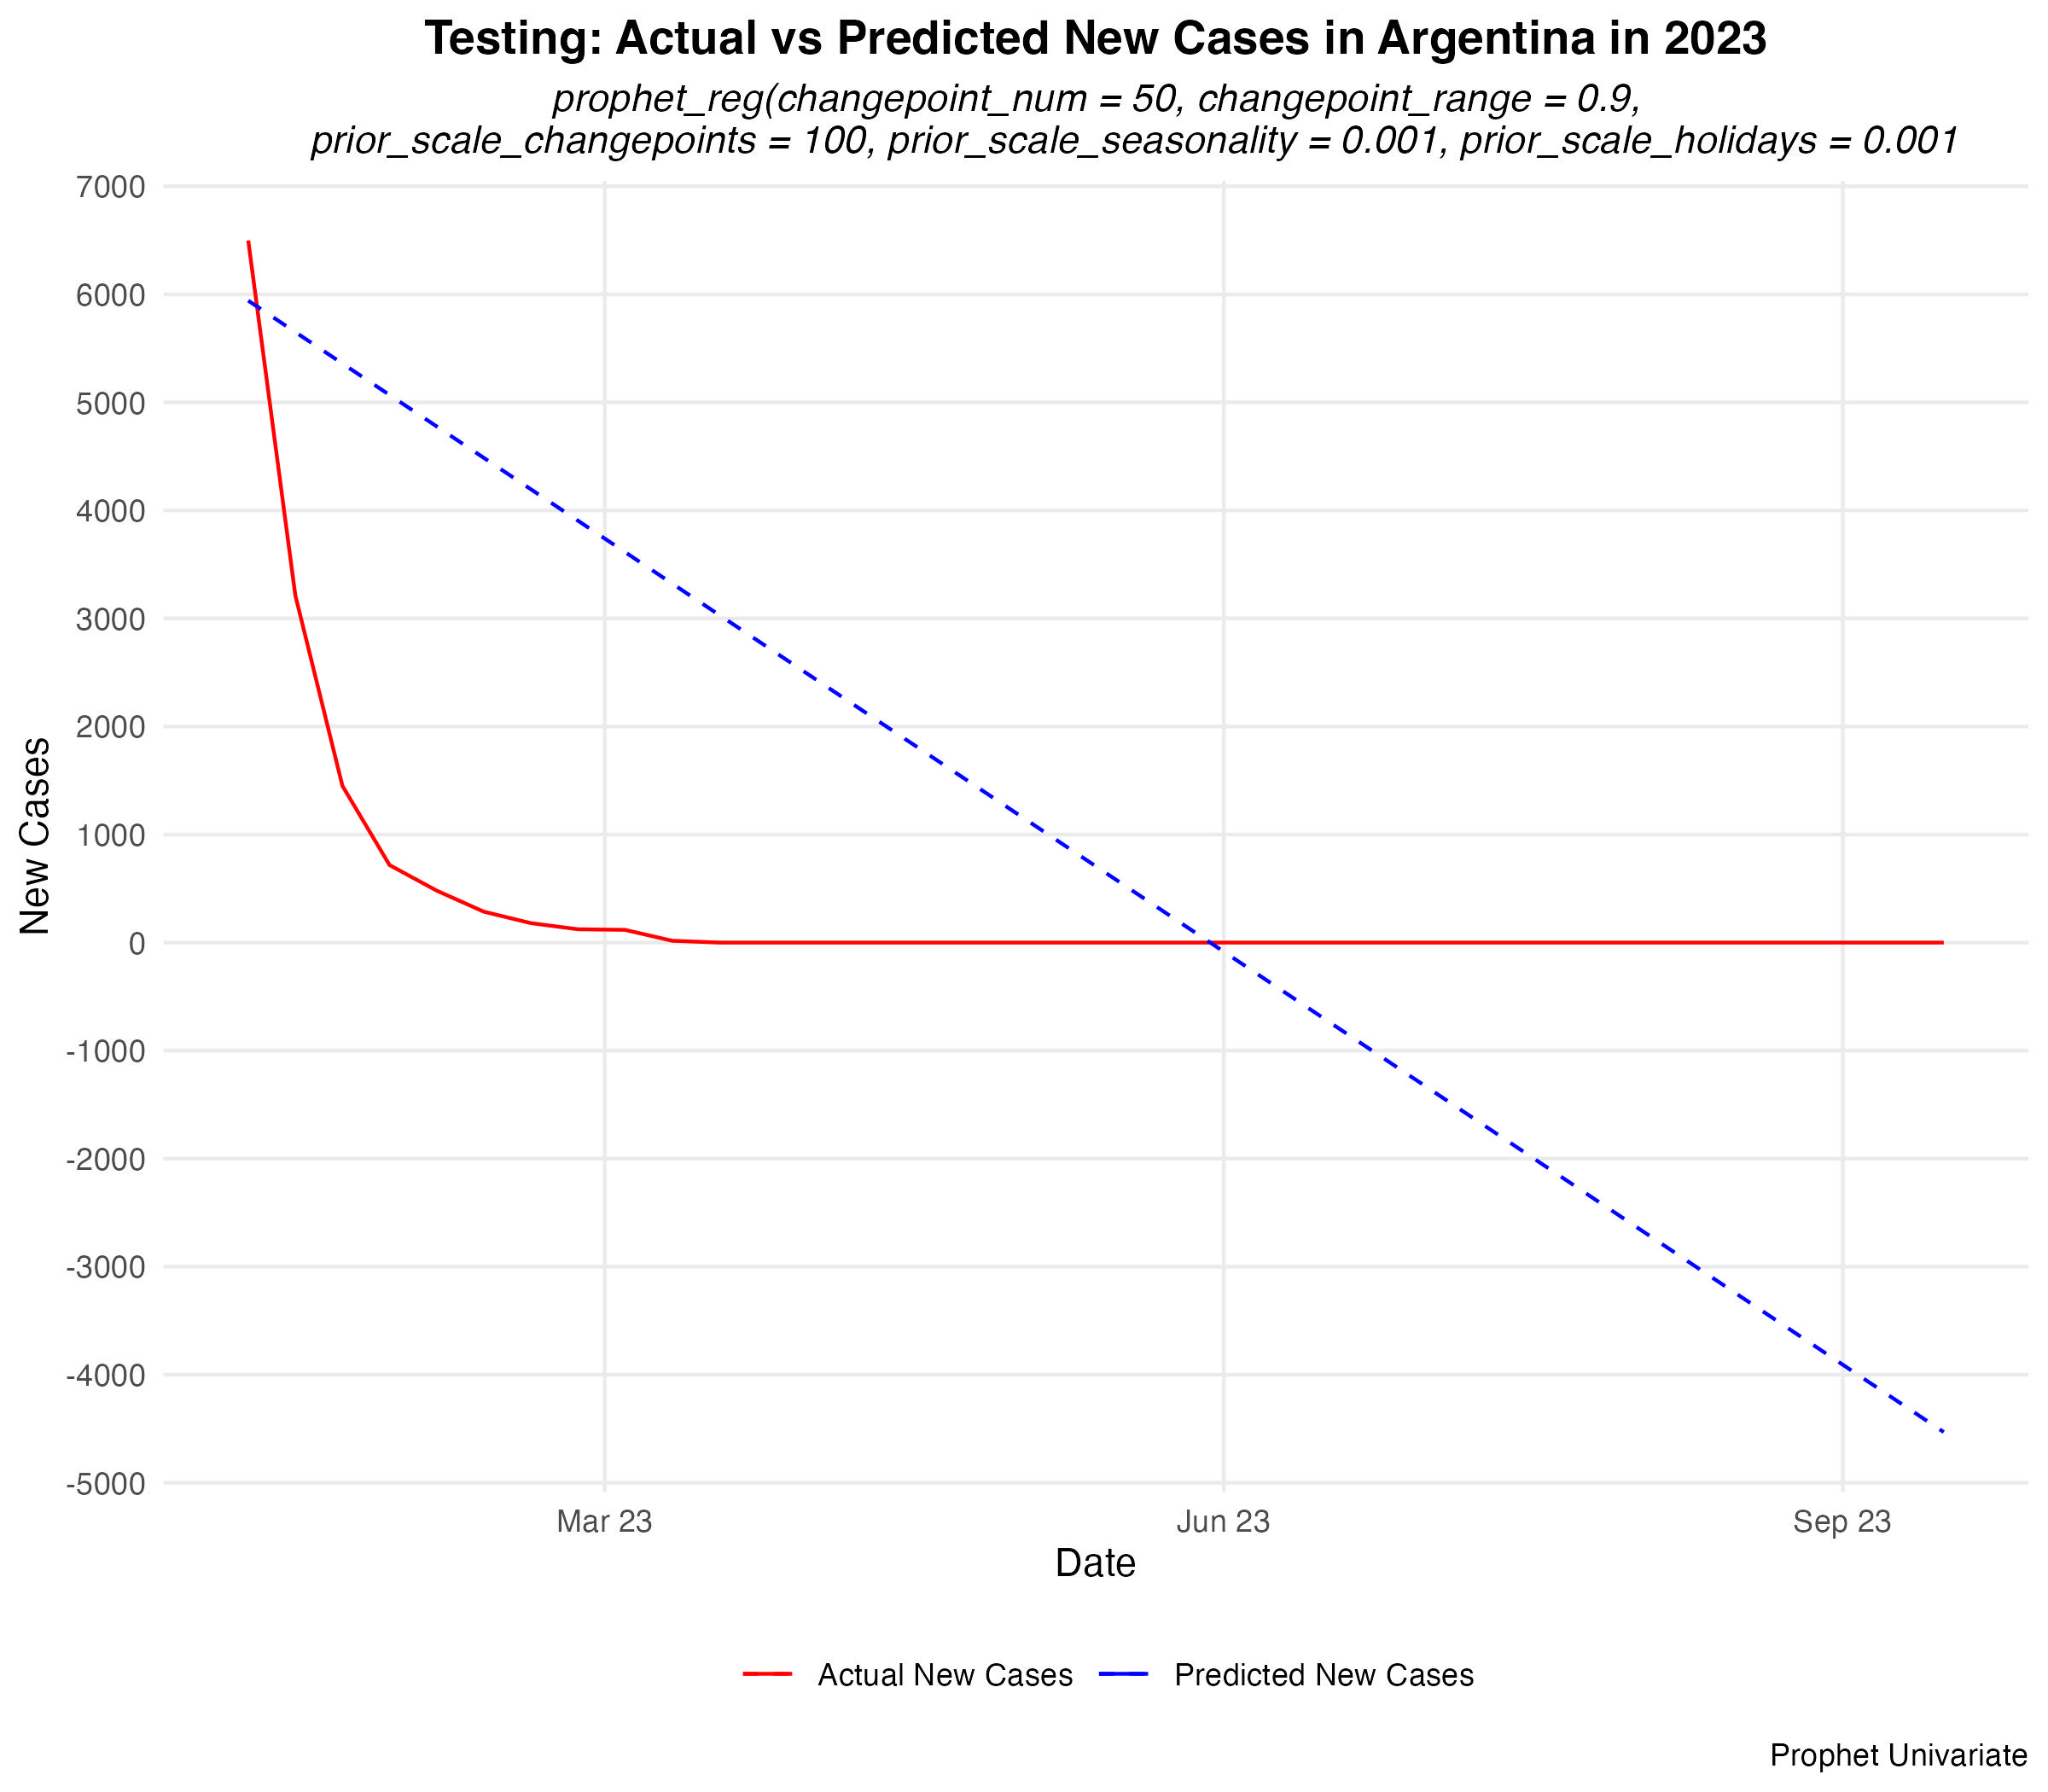 Testing: Actual vs Predicted New Cases in Argentina in 2023
prophet_reg(changepoint_num = 50, changepoint_range = 0.9,
prior_scale_changepoints = 100, prior_scale_seasonality = 0.001, prior_scale_holidays = 0.001
7000
6000
5000
4000
3000
2000
1000
0
-1000
-2000
-3000
-4000
-5000
New Cases
Mar 23
Jun 23
Sep 23
Date
Actual New Cases
Predicted New Cases
Prophet Univariate